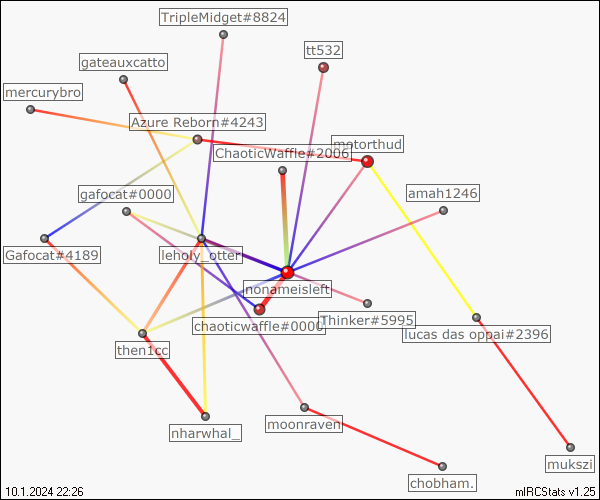 TripleMidget#8824
tt532
gateauxcatto
mercurybro
Azure Reborn#4243
motorthud
ChaoticWaffle#2006
gafocat#0000
amah1246
Gafocat#4189
leholy_otter
nonameisleft
Thinker#5995
chaoticwaffle#0000
lucas das oppai#2396
then1cc
moonraven
nharwhal_
mukszi
chobham.
10.1.2024 22:26
mIRCStats v1.25